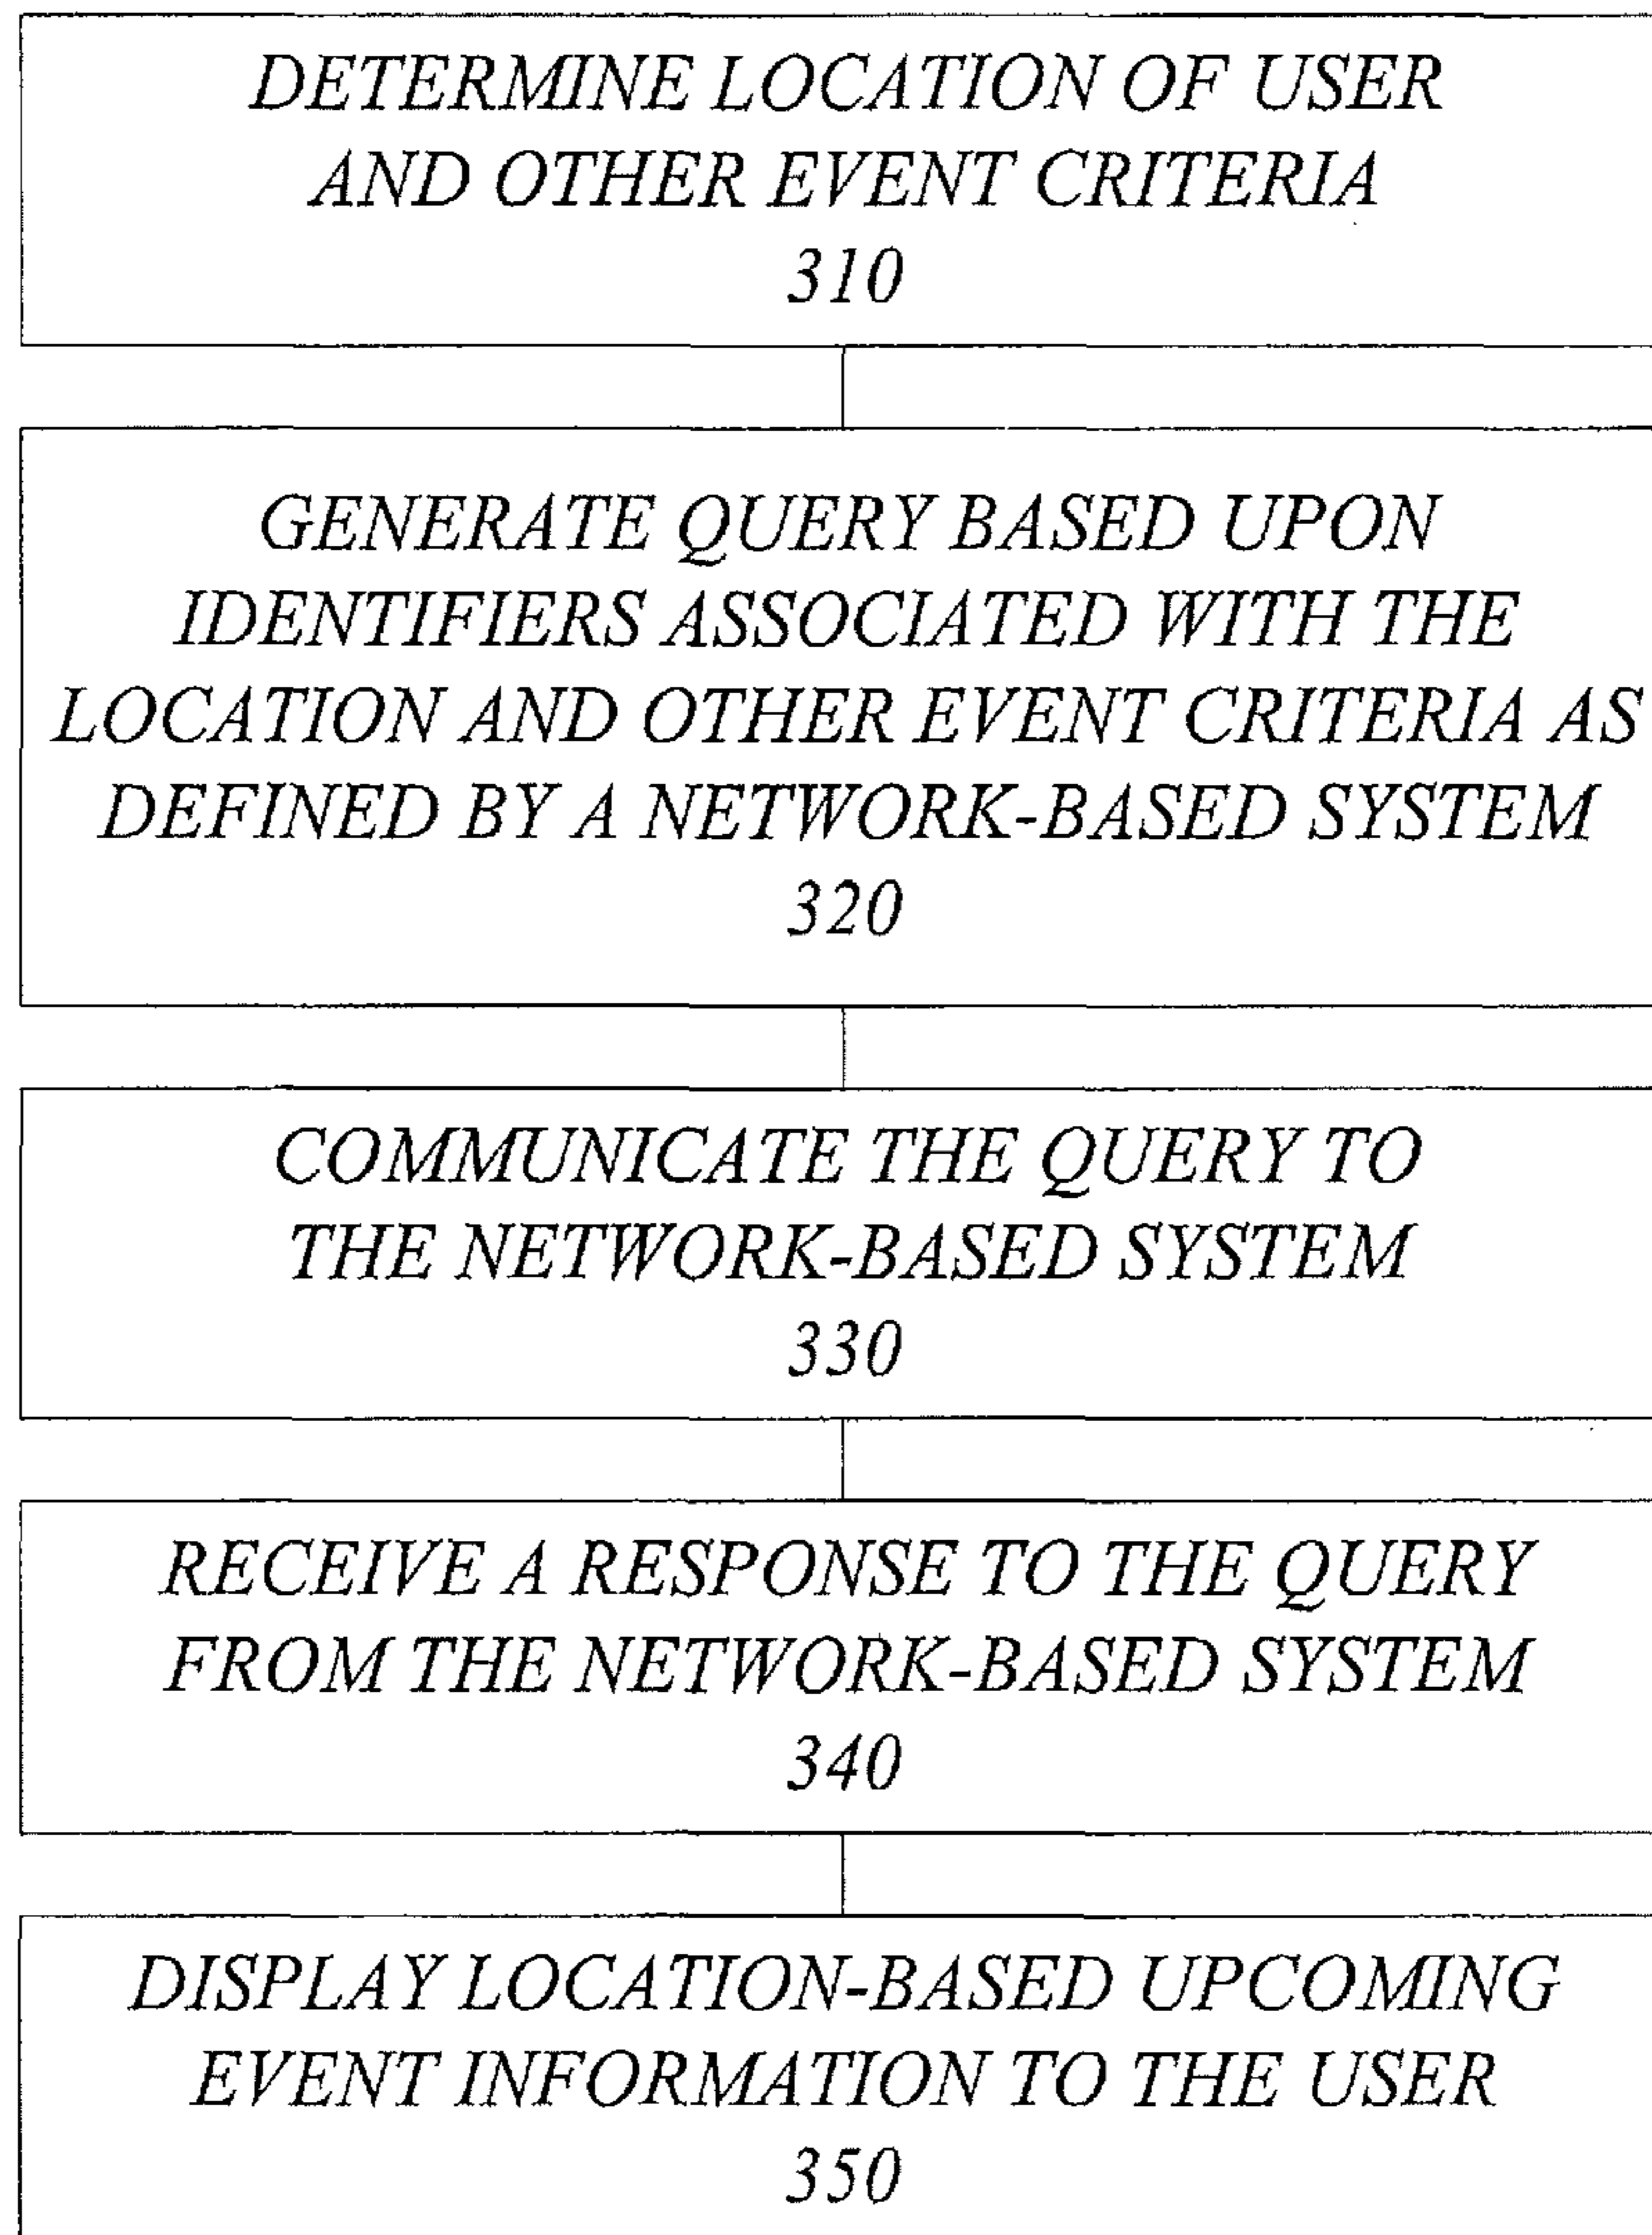 DETERMINE LOCATION OF USER
AND OTHER EVENT CRITERIA
310
GENERATE QUERY BASED UPON
IDENTIFIERS ASSOCIATED WITH THE
LOCATION AND OTHER EVENT CRITERIA AS
DEFINED BY A NETWORK-BASED SYSTEM
320
COMMUNICATE THE QUERY TO
THE NETWORK-BASED SYSTEM
330
RECEIVE A RESPONSE TO THE QUERY
FROM THE NETWORK-BASED SYSTEM
340
DISPLAY LOCATION-BASED UPCOMING
EVENT INFORMATION TO THE USER
350